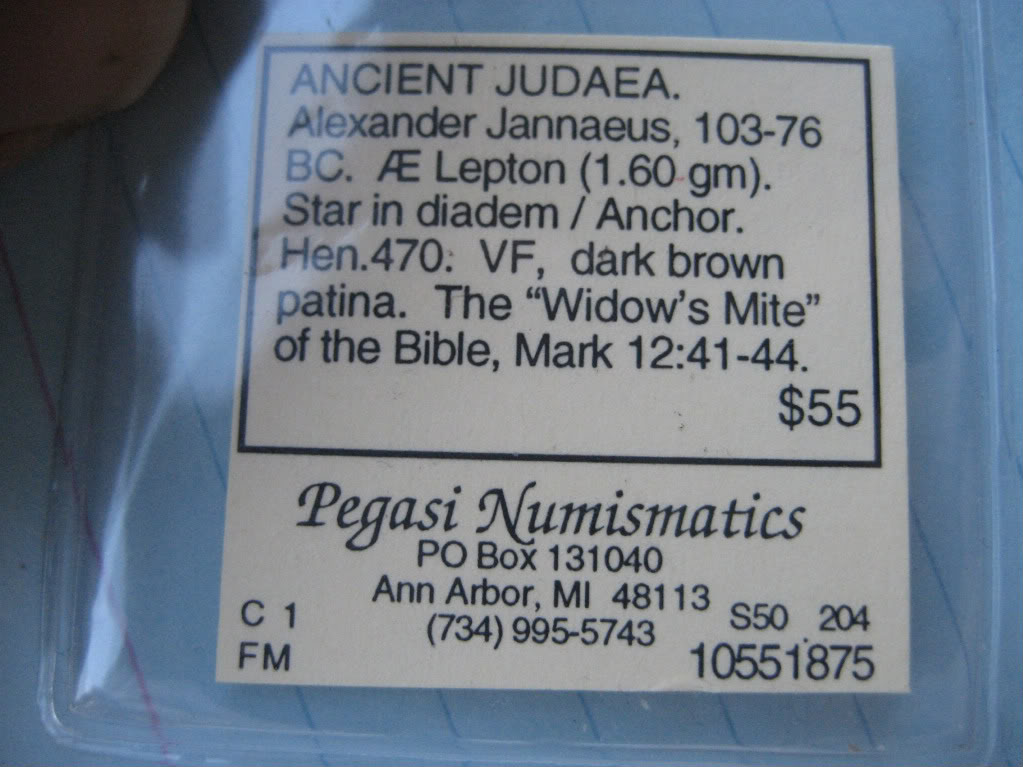 ANCIENT JUDAEA.
Alexander Jannaeus, 103-76
BC. Æ Lepton (1.60 gm).
Star in diadem / Anchor.
Hen.470. VF, dark brown
patina. The “Widow’s Mite”
of the Bible, Mark 12:41-44.
$55
Pegasi Numismatics
PO Box 131040
Ann Arbor, MI 48113
(734) 995-5743
C 1
FM
S50 204
10551875